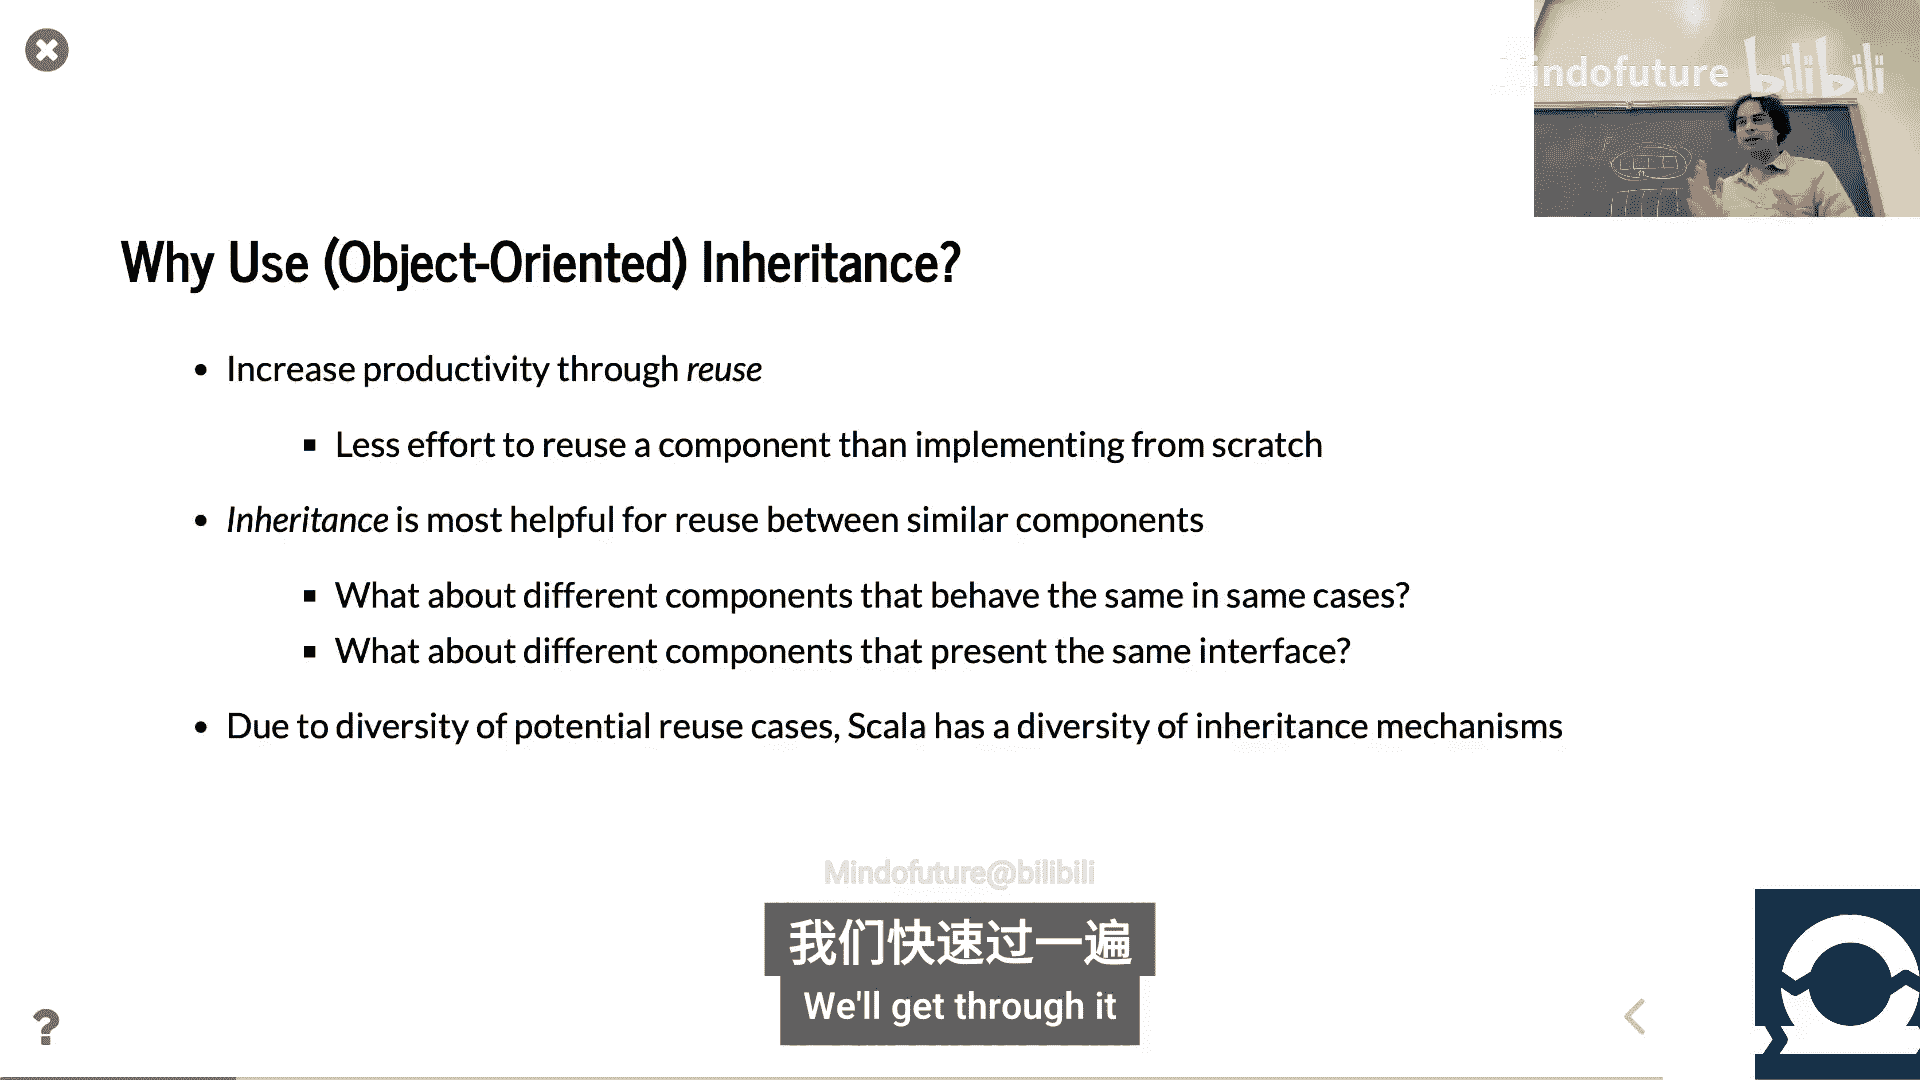 indofuture bilibili
Why Use (Object-Oriented) Inheritance?
• Increase productivity through reuse
▪ Less effort to reuse a component than implementing from scratch
• Inheritance is most helpful for reuse between similar components
▪ What about different components that behave the same in same cases?
▪ What about different components that present the same interface?
• Due to diversity of potential reuse cases, Scala has a diversity of inheritance mechanisms
Mindofuture@bilibili
我们快速过一遍
We'll get through it
?